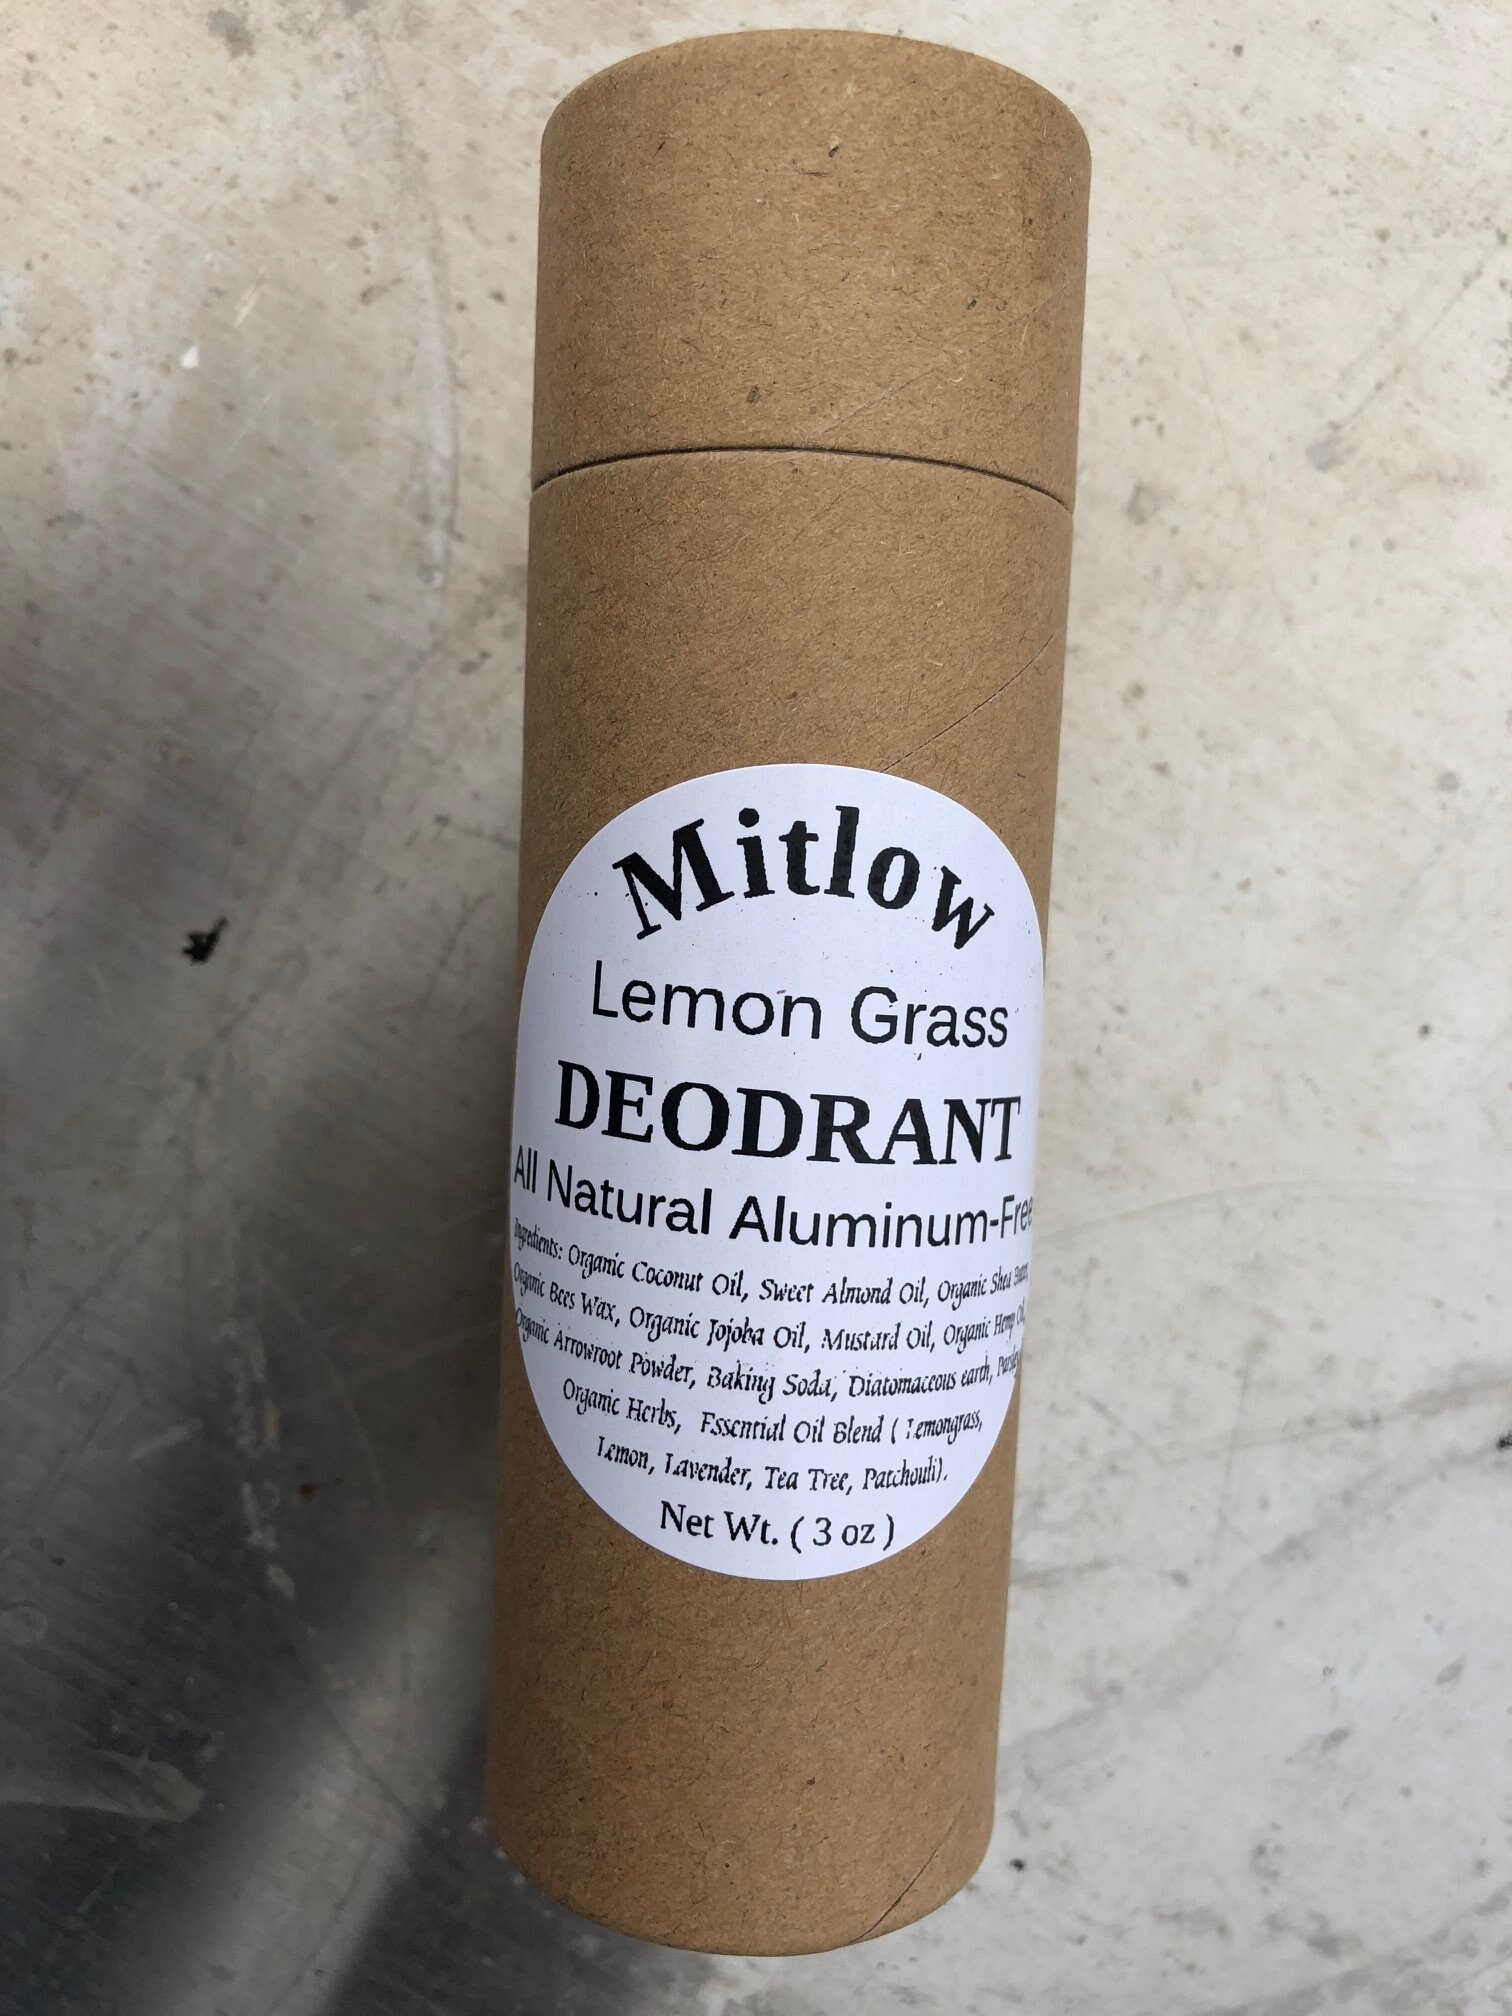 Mitlow
Lemon Grass
DEODRANT
All Natural Aluminum-Free
Ingredients: Organic Coconut Oil, Sweet Almond Oil, Organic Shea Butter,
Organic Bees Wax, Organic Jojoba Oil, Mustard Oil, Organic Hemp Oil,
Organic Arrowroot Powder, Baking Soda, Diatomaceous earth, Parsley
Organic Herbs, Essential Oil Blend ( Lemongrass,
Lemon, Lavender, Tea Tree, Patchouli).
Net Wt. ( 3 oz )